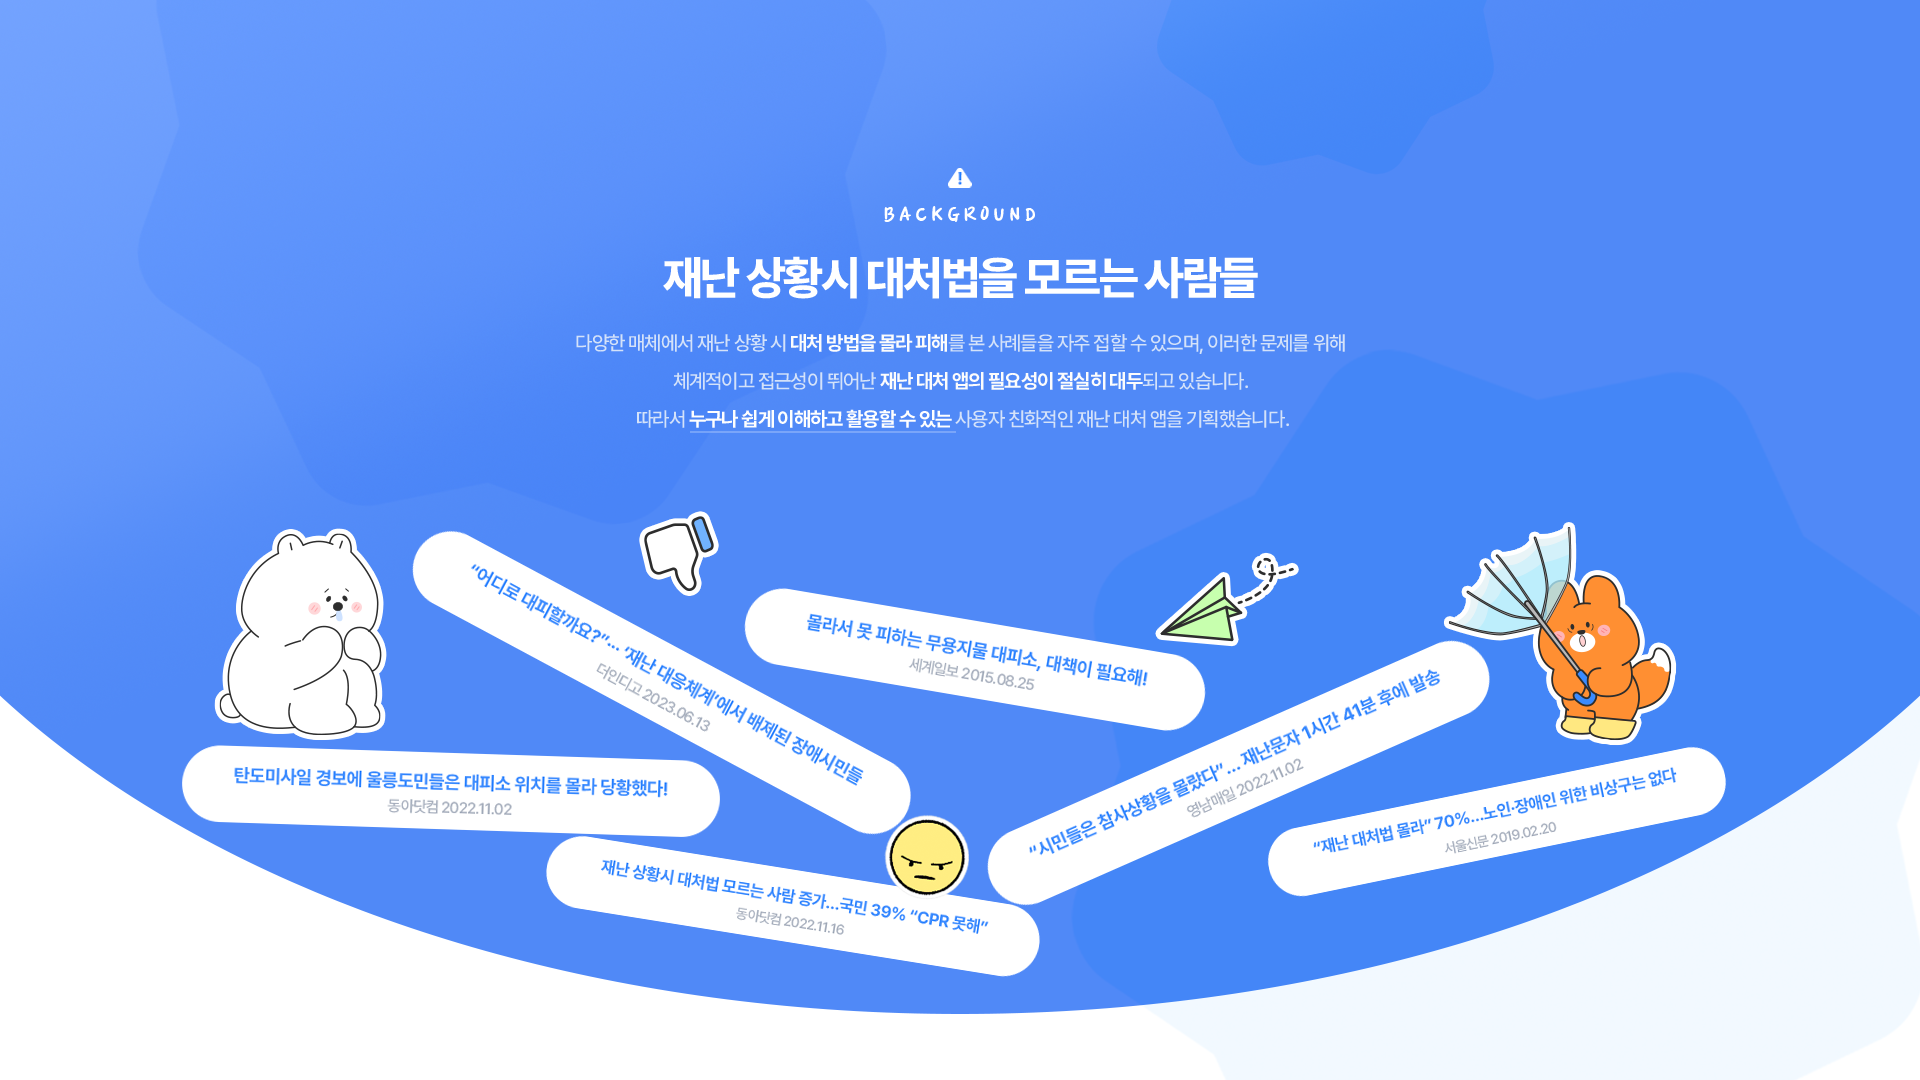 BACKGROUND
재난 상황시 대처법을 모르는 사람들
다양한 매체에서 재난 상황 시 대처 방법을 몰라 피해를 본 사례들을 자주 접할 수 있으며, 이러한 문제를 위해
체계적이고 접근성이 뛰어난 재난 대처 앱의 필요성이 절실히 대두되고 있습니다.
따라서 누구나 쉽게 이해하고 활용할 수 있는 사용자 친화적인 재난 대처 앱을 기획했습니다.
“어디로 대피할까요?”... ‘재난 대응체계’에서 배제된 장애시민들
더인디고 2023.06.13
몰라서 못 피하는 무용지물 대피소, 대책이 필요해!
세계일보 2015.08.25
“시민들은 참사상황을 몰랐다” ... 재난문자 1시간 41분 후에 발송
영남매일 2022.11.02
탄도미사일 경보에 울릉도민들은 대피소 위치를 몰라 당황했다!
동아닷컴 2022.11.02
“재난 대처법 몰라” 70%...노인·장애인 위한 비상구는 없다
서울신문 2019.02.20
재난 상황시 대처법 모르는 사람 증가...국민 39% “CPR 못해”
동아닷컴 2022.11.16